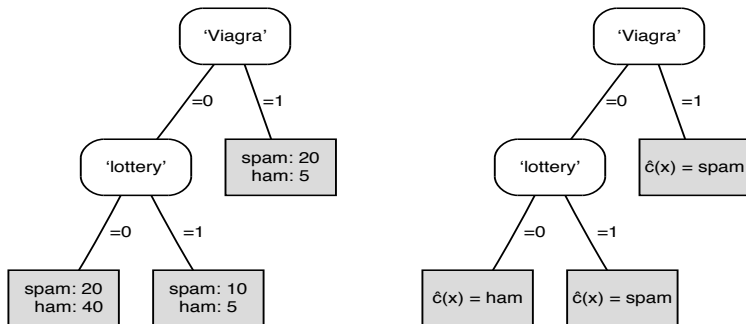 ‘Viagra’
=0
=1
‘lottery’
spam: 20
ham: 5
=0
=1
spam: 20
ham: 40
spam: 10
ham: 5
‘Viagra’
=0
=1
‘lottery’
ĉ(x) = spam
=0
=1
ĉ(x) = ham
ĉ(x) = spam